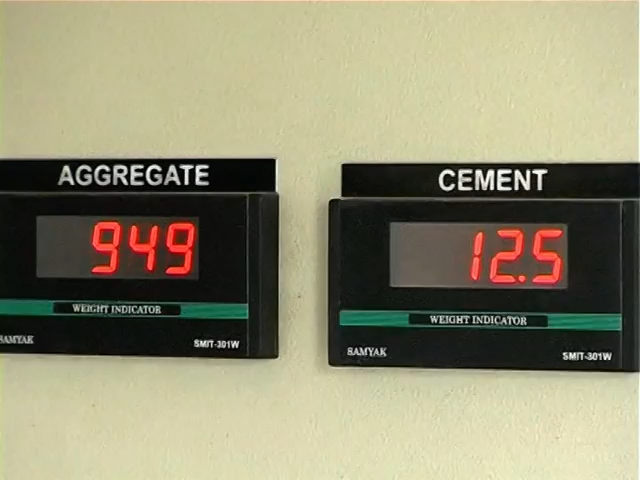 AGGREGATE
949
WEIGHT INDICATOR
SAMYAK SMIT-301W
CEMENT
12.5
WEIGHT INDICATOR
SAMYAK SMIT-301W